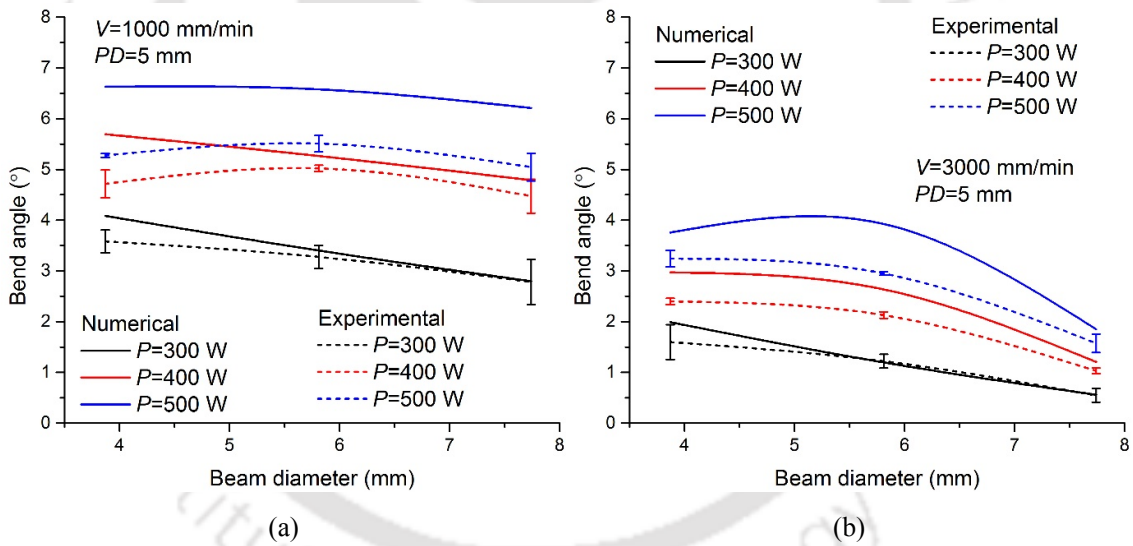 V=1000 mm/min
PD=5 mm
Numerical
P=300 W
P=400 W
P=500 W
Experimental
P=300 W
P=400 W
P=500 W
Bend angle (°)
0
1
2
3
4
5
6
7
8
4
5
6
7
8
Beam diameter (mm)
(a)
Numerical
P=300 W
P=400 W
P=500 W
Experimental
P=300 W
P=400 W
P=500 W
V=3000 mm/min
PD=5 mm
Bend angle (°)
0
1
2
3
4
5
6
7
8
4
5
6
7
8
Beam diameter (mm)
(b)